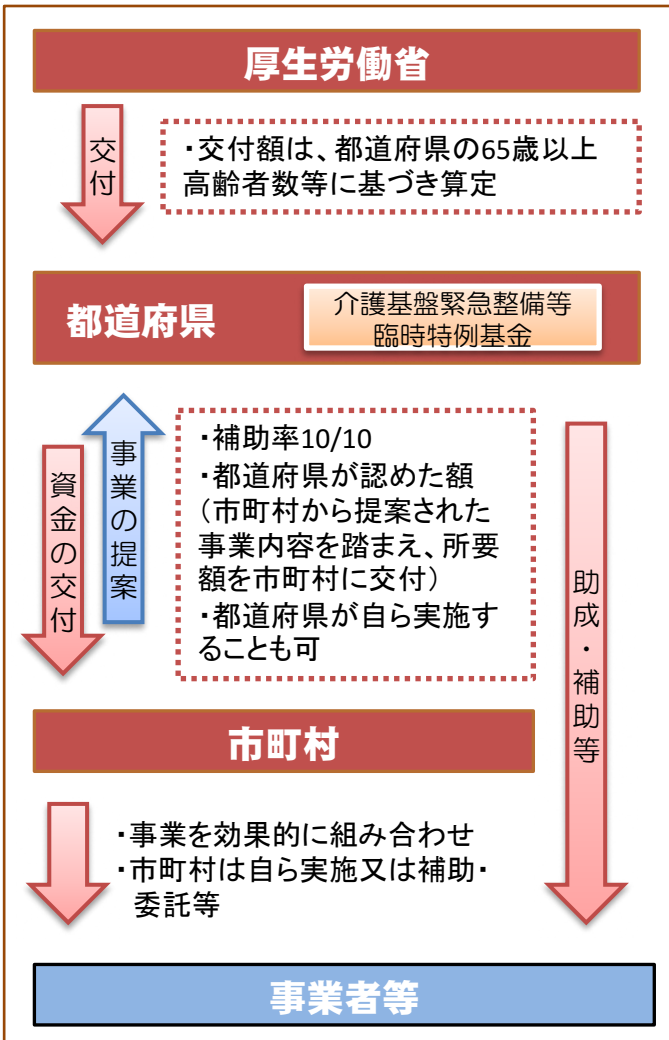 厚生労働省
交付
・交付額は、都道府県の65歳以上
高齢者数等に基づき算定
都道府県
介護基盤緊急整備等
臨時特例基金
資金の交付
事業の提案
・補助率10/10
・都道府県が認めた額
（市町村から提案された
事業内容を踏まえ、所要
額を市町村に交付）
・都道府県が自ら実施す
ることも可
助成・補助等
市町村
・事業を効果的に組み合わせ
・市町村は自ら実施又は補助・
委託等
事業者等